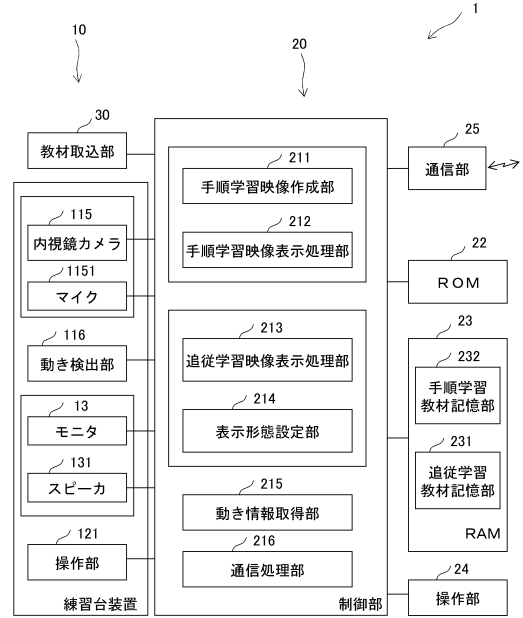 1
10
20
30
教材取込部
25
通信部
211
手順学習映像作成部
115
内視鏡カメラ
212
手順学習映像表示処理部
1151
マイク
22
ROM
116
動き検出部
213
追従学習映像表示処理部
23
232
手順学習
教材記憶部
13
モニタ
214
表示形態設定部
131
スピーカ
231
追従学習
教材記憶部
215
動き情報取得部
RAM
121
操作部
216
通信処理部
24
操作部
練習台装置
制御部